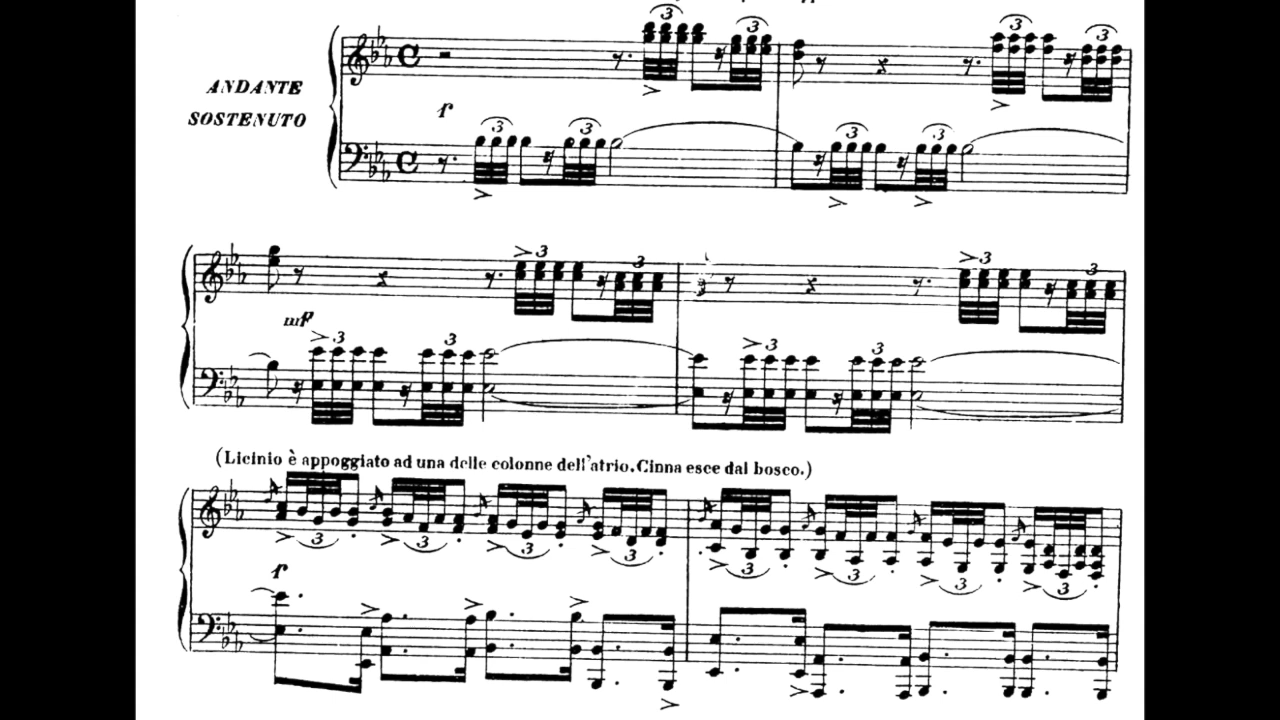 ANDANTE
SOSTENUTO
(Licinio è appoggiato ad una delle colonne dell'atrio. Cinna esce dal bosco.)